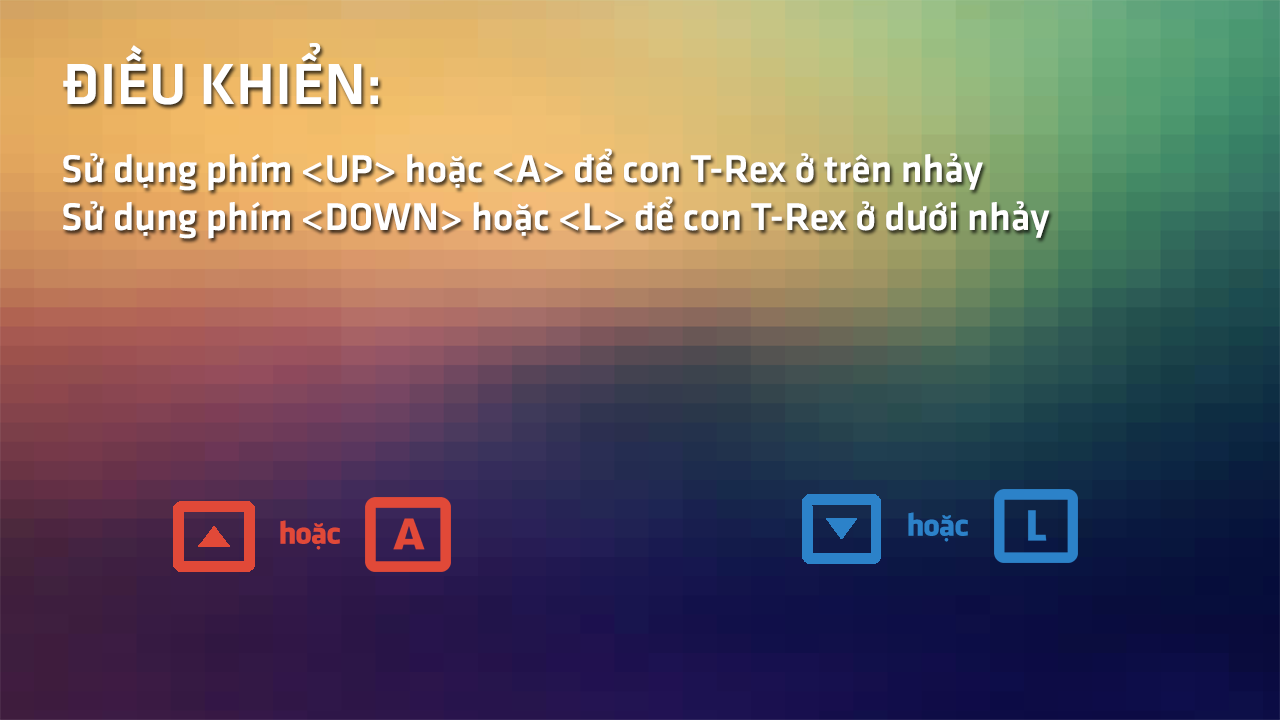 ĐIỀU KHIỂN:
Sử dụng phím <UP> hoặc <A> để con T-Rex ở trên nhảy
Sử dụng phím <DOWN> hoặc <L> để con T-Rex ở dưới nhảy
hoặc A
hoặc L